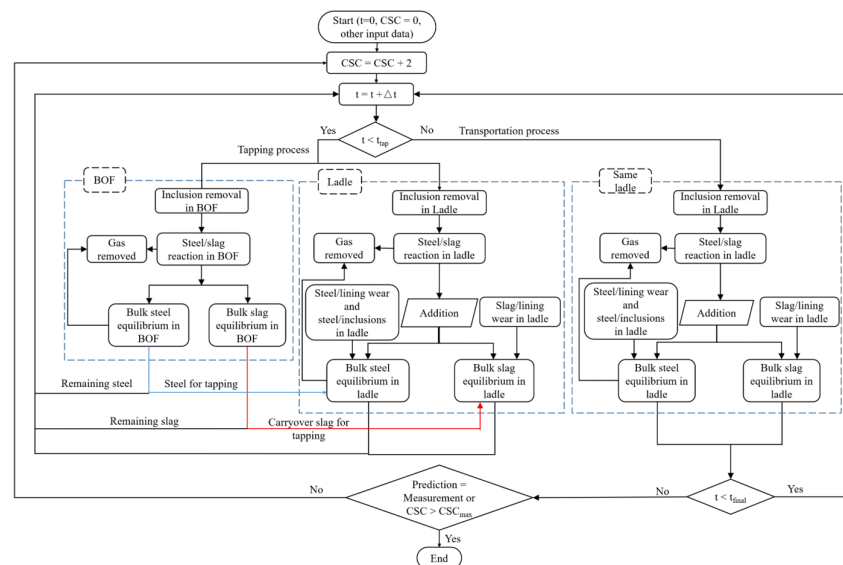 Start (t=0, CSC = 0,
other input data)
CSC = CSC + 2
t = t +△t
Yes
t < t_tap
No
Transportation process
Tapping process
BOF
Inclusion removal
in BOF
Gas
removed
Steel/slag
reaction in BOF
Bulk steel
equilibrium in
BOF
Bulk slag
equilibrium in
BOF
Ladle
Inclusion removal
in Ladle
Gas
removed
Steel/slag
reaction in ladle
Steel/lining wear
and
steel/inclusions
in ladle
Addition
Slag/lining
wear in ladle
Bulk steel
equilibrium in
ladle
Bulk slag
equilibrium in
ladle
Same
ladle
Inclusion removal
in Ladle
Gas
removed
Steel/slag
reaction in ladle
Steel/lining wear
and
steel/inclusions
in ladle
Addition
Slag/lining
wear in ladle
Bulk steel
equilibrium in
ladle
Bulk slag
equilibrium in
ladle
Remaining steel
Steel for tapping
Remaining slag
Carryover slag for
tapping
No
Prediction =
Measurement or
CSC > CSC_max
No
t < t_final
Yes
Yes
End